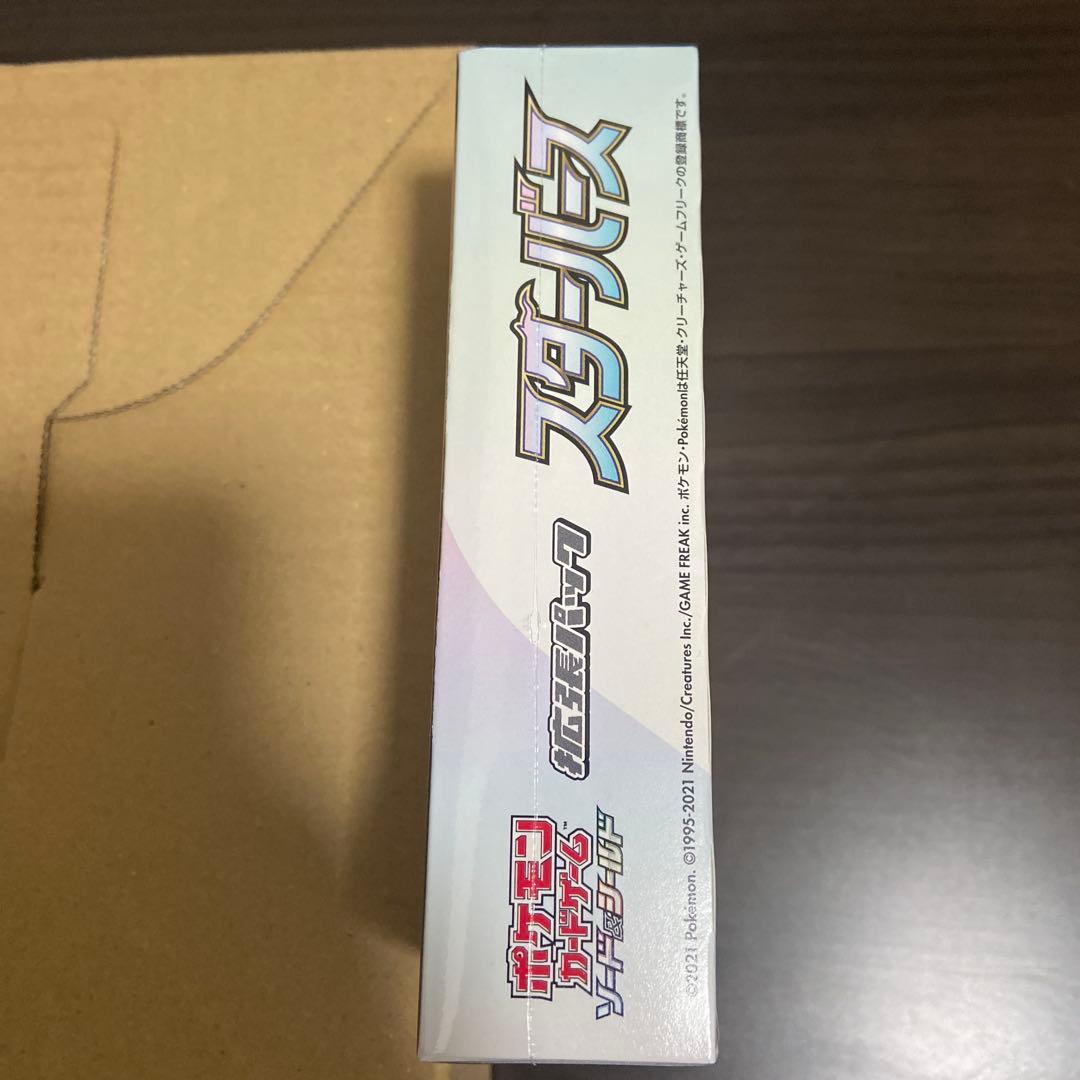 ポケモン
カードゲーム™
ソード&シールド
拡張パック
スターバース
©2021 Pokémon. ©1995-2021 Nintendo/Creatures Inc./GAME FREAK inc. ポケモン・Pokémonは任天堂・クリーチャーズ・ゲームフリークの登録商標です。